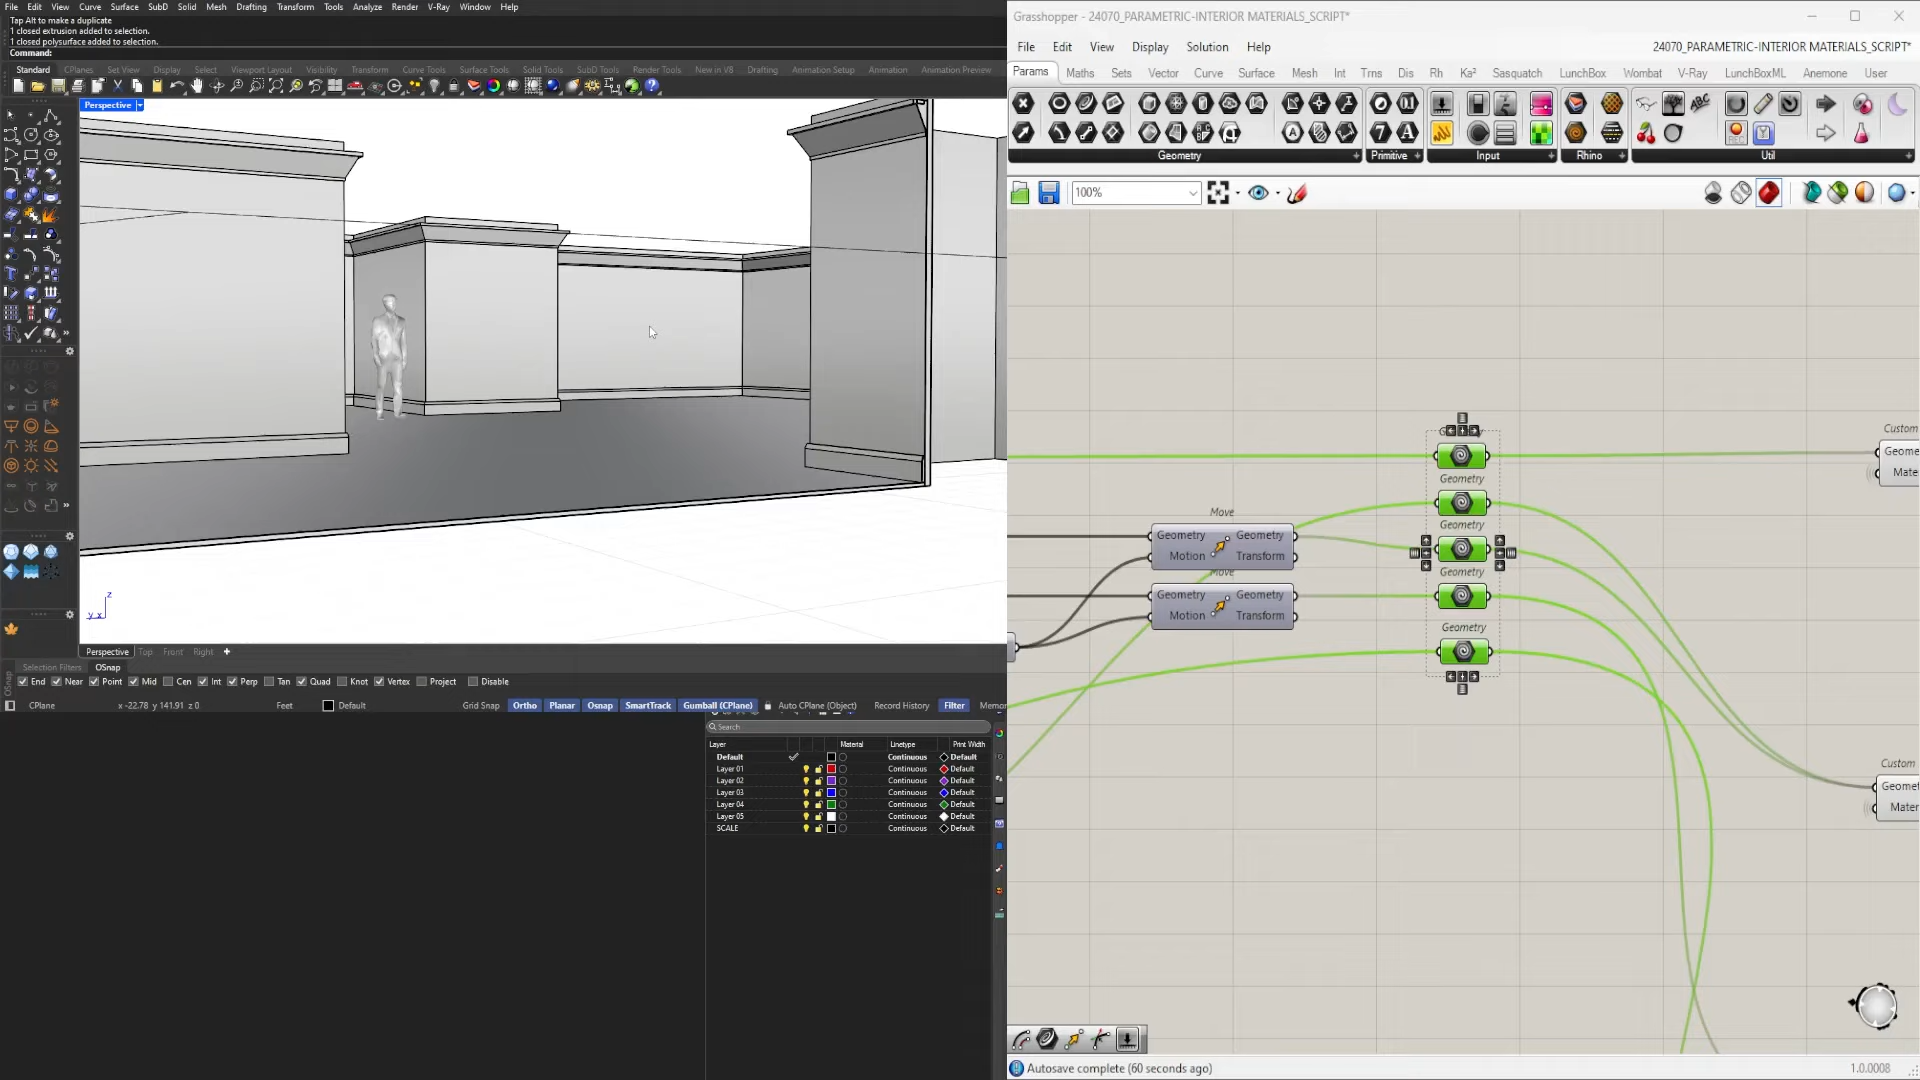 File Edit View Curve Surface SubD Solid Mesh Drafting Transform Tools Analyze Render V-Ray Window Help
Tap Alt to make a duplicate
1 closed extrusion added to selection.
1 closed polysurface added to selection.
Command:
Standard CPlanes Set View Display Select Viewport Layout Visibility Transform Curve Tools Surface Tools Solid Tools SubD Tools Render Tools New in V8 Drafting Animation Setup Animation Animation Preview
Perspective
z
y x
Perspective Top Front Right
Selection Filters OSnap
OSnap
End Near Point Mid Cen Int Perp Tan Quad Knot Vertex Project Disable
CPlane x -22.78 y 141.91 z 0 Feet Default Grid Snap Ortho Planar Osnap SmartTrack Gumball (CPlane) Auto CPlane (Object) Record History Filter Memor
Search
Layer Material Linetype Print Width
Default Continuous Default
Layer 01 Continuous Default
Layer 02 Continuous Default
Layer 03 Continuous Default
Layer 04 Continuous Default
Layer 05 Continuous Default
SCALE Continuous Default
Grasshopper - 24070_PARAMETRIC-INTERIOR MATERIALS_SCRIPT*
File Edit View Display Solution Help
24070_PARAMETRIC-INTERIOR MATERIALS_SCRIPT*
Params Maths Sets Vector Curve Surface Mesh Int Trns Dis Rh Ka² Sasquatch LunchBox Wombat V-Ray LunchBoxML Anemone User
Geometry Primitive Input Rhino Util
100%
Custom
Geome
Mate
Geometry
Geometry
Move
Geometry Geometry
Motion Transform
Geometry
Move
Geometry Geometry
Motion Transform
Geometry
Custom
Geomet
Mater
Autosave complete (60 seconds ago)
1.0.0008